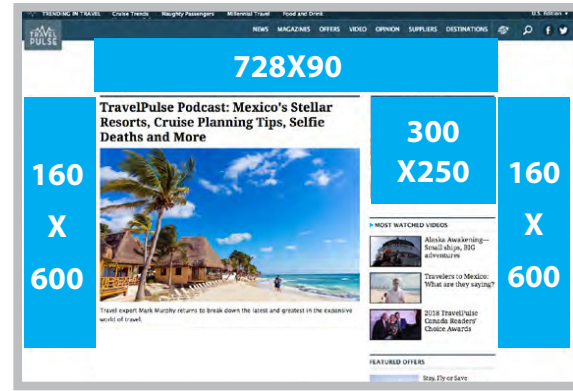 TRENDING IN TRAVEL Cruise Trends Naughty Passengers Millennial Travel Food and Drink U.S. Edition
TRAVEL
PULSE
NEWS MAGAZINES OFFERS VIDEO OPINION SUPPLIERS DESTINATIONS
728X90
160
X
600
TravelPulse Podcast: Mexico's Stellar
Resorts, Cruise Planning Tips, Selfie
Deaths and More
Travel expert Mark Murphy returns to break down the latest and greatest in the expansive
world of travel.
300
X250
MOST WATCHED VIDEOS
Alaska Awakening—
Small ships, BIG
adventures
Travelers to Mexico:
What are they saying?
2018 TravelPulse
Canada Readers'
Choice Awards
FEATURED OFFERS
Stay, Fly or Save
160
X
600